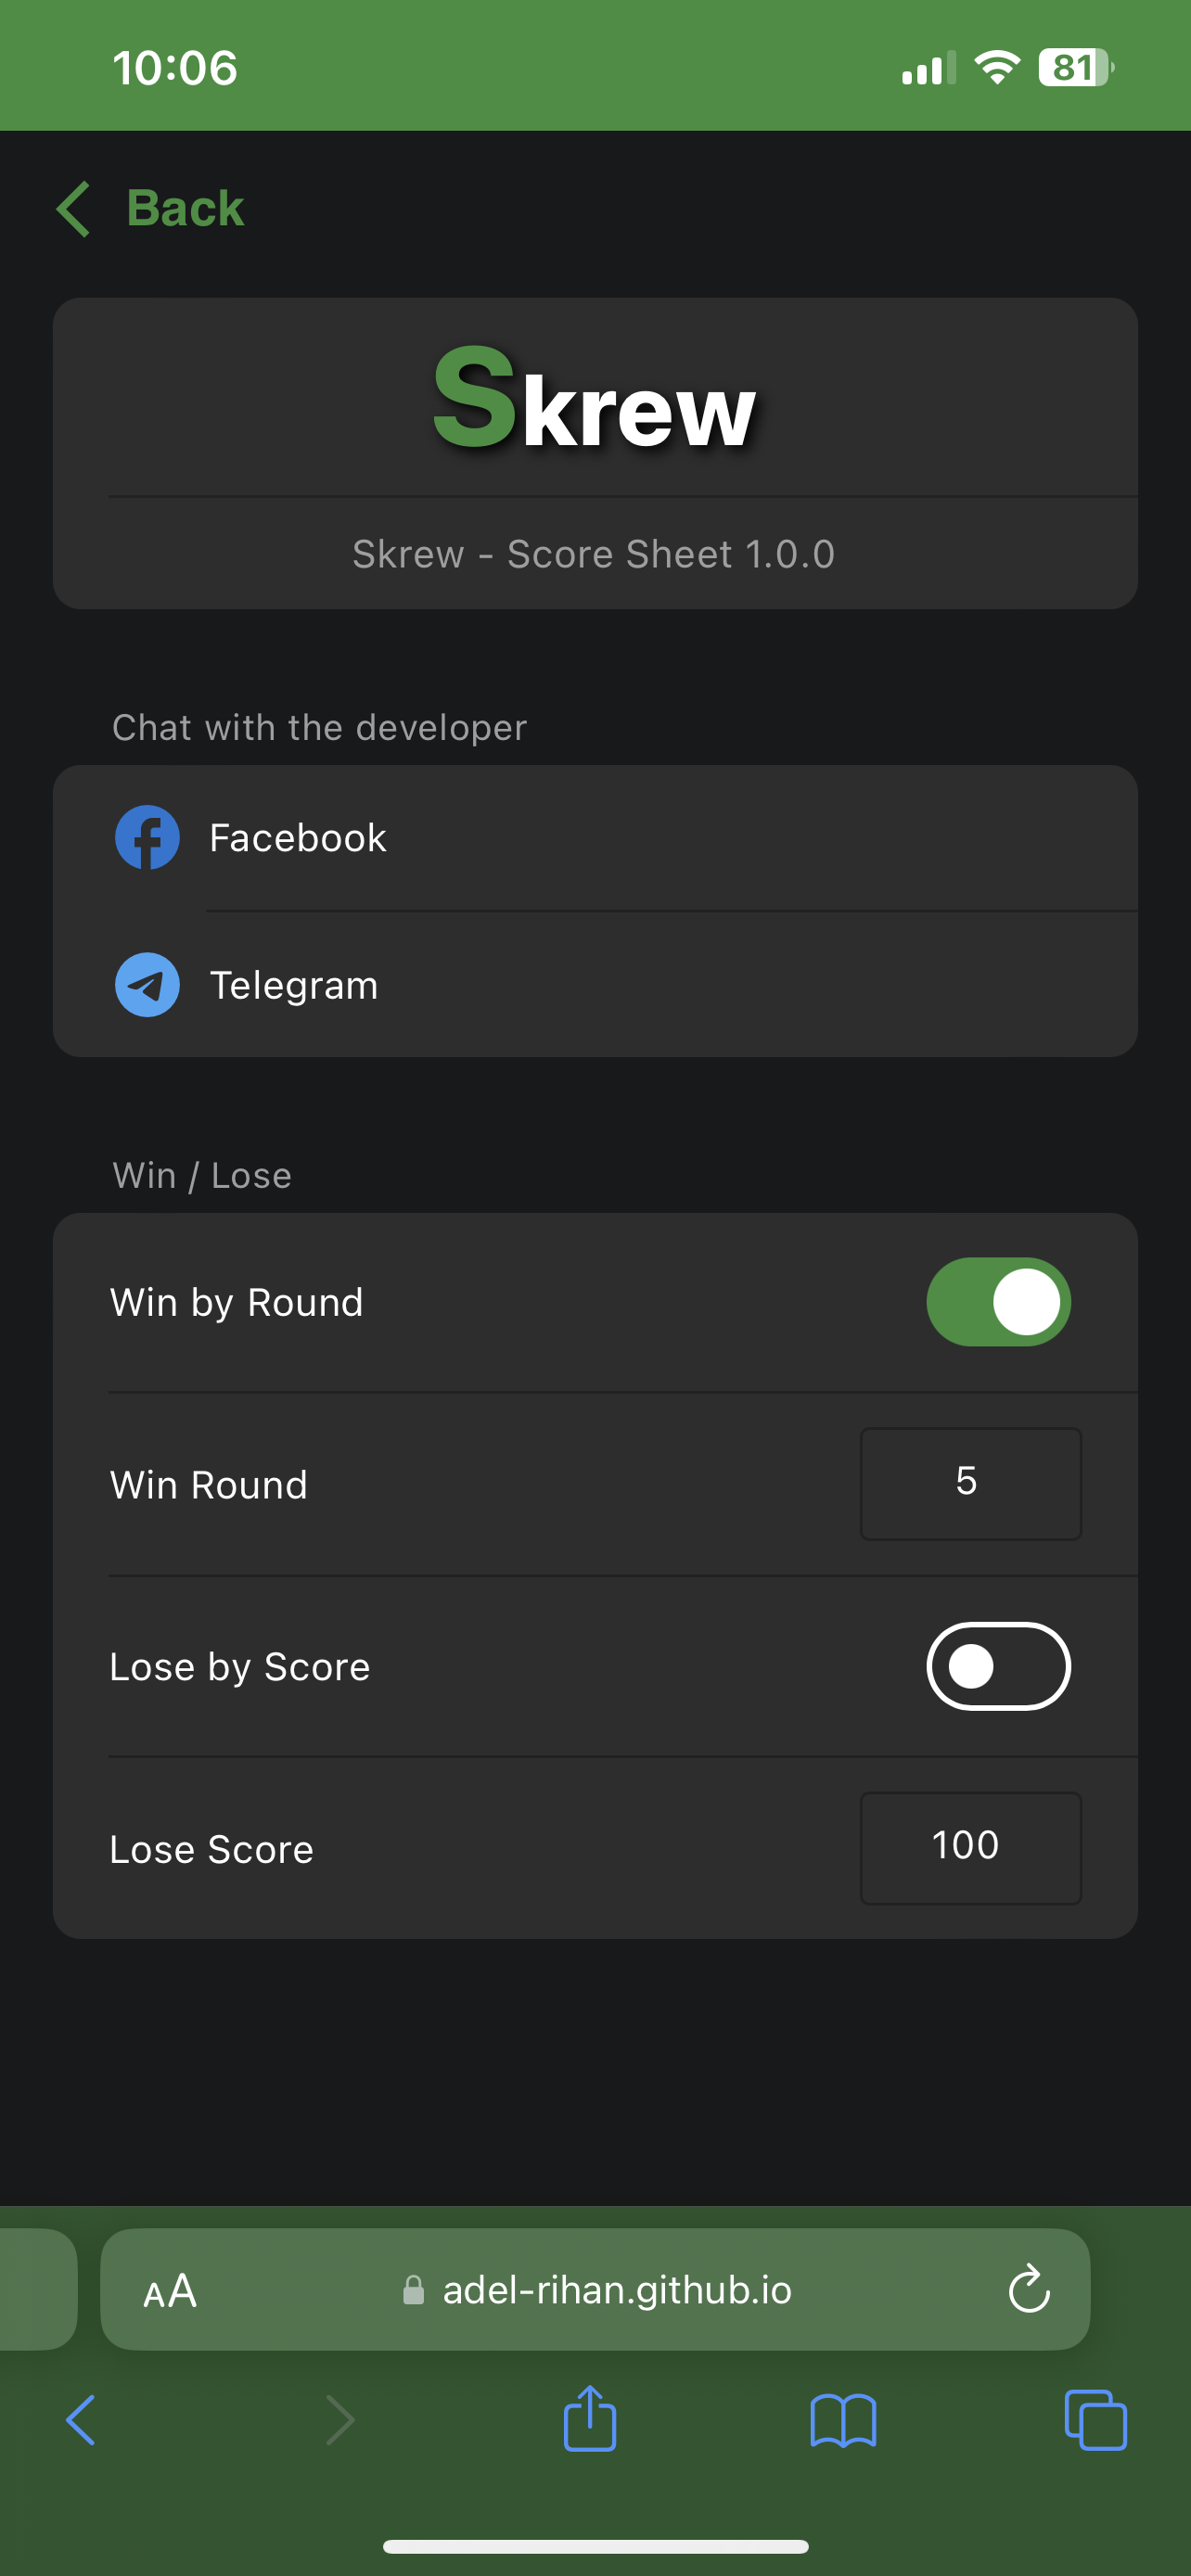 10:06
81
Back
Skrew
Skrew - Score Sheet 1.0.0
Chat with the developer
Facebook
Telegram
Win / Lose
Win by Round
Win Round
5
Lose by Score
Lose Score
100
AA
adel-rihan.github.io